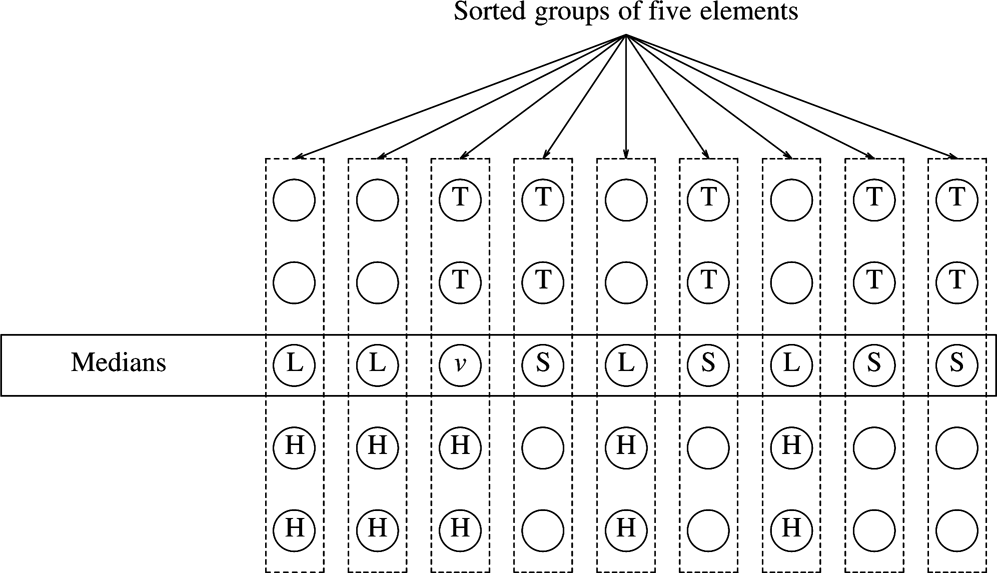 Sorted groups of five elements
T T T T T
T T T T T
Medians L L v S L S L S S
H H H H H
H H H H H